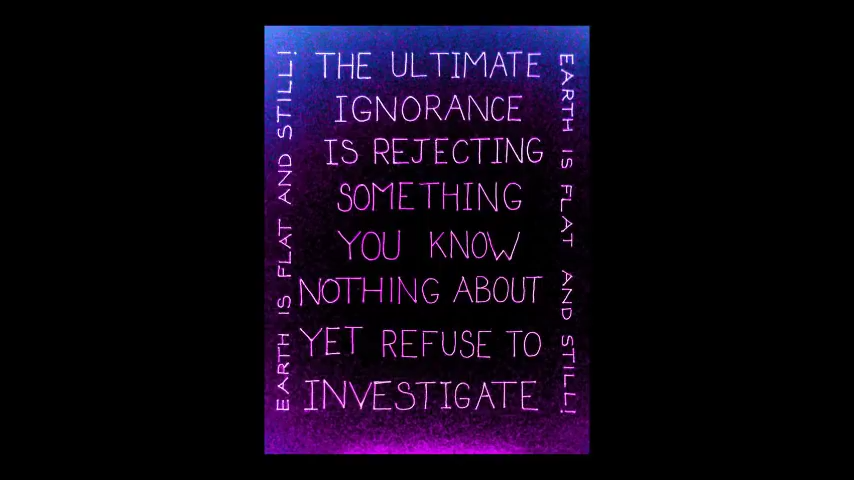 THE ULTIMATE
IGNORANCE
IS REJECTING
SOMETHING
YOU KNOW
NOTHING ABOUT
YET REFUSE TO
INVESTIGATE
EARTH IS FLAT AND STILL!
EARTH IS FLAT AND STILL!